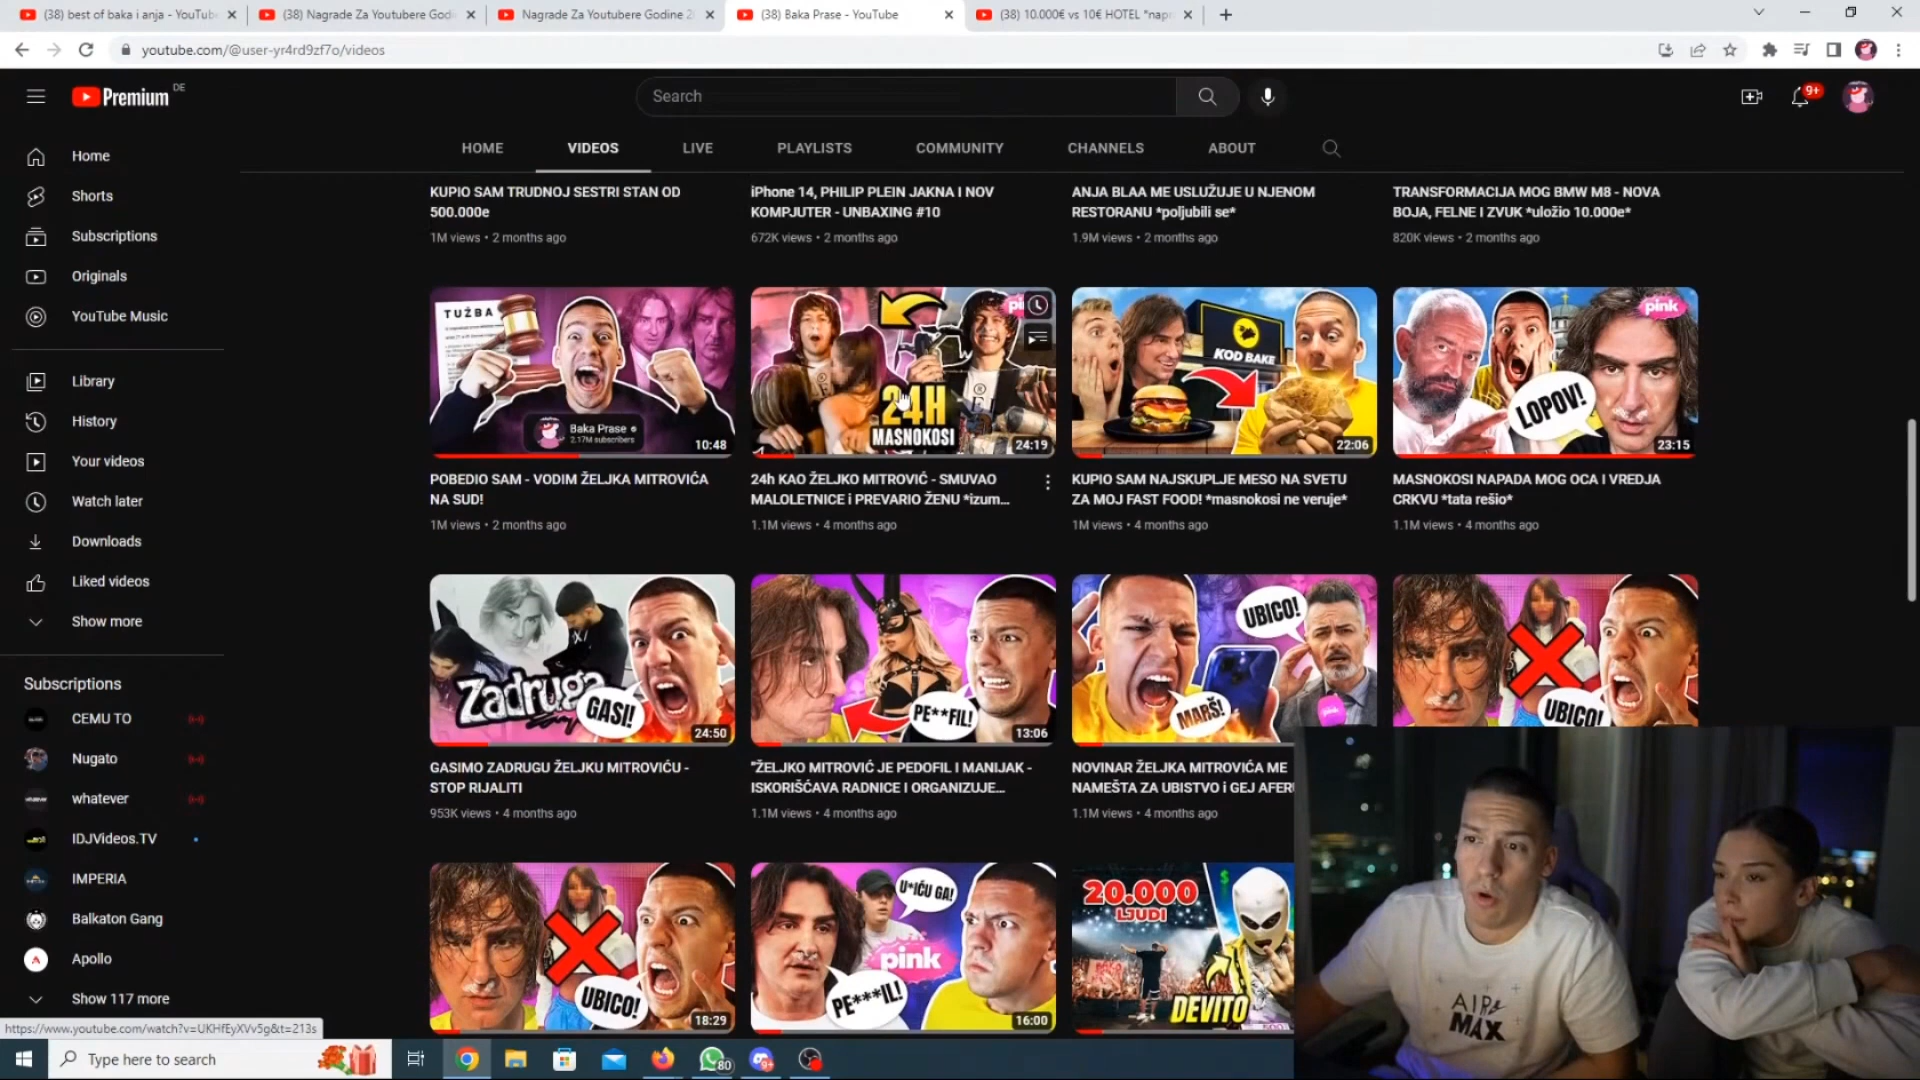 (38) best of baka i anja - YouTub
(38) Nagrade Za Youtubere Godi
Nagrade Za Youtubere Godine 2
(38) Baka Prase - YouTube
(38) 10.000€ vs 10€ HOTEL *nap
youtube.com/@user-yr4rd9zf7o/videos
Premium DE
Search
9+
HOME
VIDEOS
LIVE
PLAYLISTS
COMMUNITY
CHANNELS
ABOUT
Home
Shorts
Subscriptions
Originals
YouTube Music
Library
History
Your videos
Watch later
Downloads
Liked videos
Show more
Subscriptions
CEMU TO
Nugato
whatever
IDJVideos.TV
IMPERIA
Balkaton Gang
Apollo
Show 117 more
KUPIO SAM TRUDNOJ SESTRI STAN OD
500.000e
1M views • 2 months ago
iPhone 14, PHILIP PLEIN JAKNA I NOV
KOMPJUTER - UNBAXING #10
672K views • 2 months ago
ANJA BLAA ME USLUŽUJE U NJENOM
RESTORANU *poljubili se*
1.9M views • 2 months ago
TRANSFORMACIJA MOG BMW M8 - NOVA
BOJA, FELNE I ZVUK *uložio 10.000e*
820K views • 2 months ago
TUŽBA
Baka Prase
2.17M subscribers
10:48
POBEDIO SAM - VODIM ŽELJKA MITROVIĆA
NA SUD!
1M views • 2 months ago
24H
MASNOKOSI
24:19
24h KAO ŽELJKO MITROVIĆ - SMUVAO
MALOLETNICE i PREVARIO ŽENU *izum...
1.1M views • 4 months ago
KOD BAKE
22:06
KUPIO SAM NAJSKUPLJE MESO NA SVETU
ZA MOJ FAST FOOD! *masnokosi ne veruje*
1M views • 4 months ago
pink
LOPOV!
23:15
MASNOKOSI NAPADA MOG OCA I VREDJA
CRKVU *tata rešio*
1.1M views • 4 months ago
Zadruga
GASI!
24:50
GASIMO ZADRUGU ŽELJKU MITROVIĆU -
STOP RIJALITI
953K views • 4 months ago
PE**FIL!
13:06
"ŽELJKO MITROVIĆ JE PEDOFIL I MANIJAK -
ISKORIŠĆAVA RADNICE I ORGANIZUJE...
1.1M views • 4 months ago
UBICO!
MARŠ!
NOVINAR ŽELJKA MITROVIĆA ME
NAMEŠTA ZA UBISTVO i GEJ AFERU
1.1M views • 4 months ago
UBICO!
UBICO!
18:29
U*IĆU GA!
pink
PE***IL!
16:00
20.000
LJUDI
DEVITO
AIR
MAX
https://www.youtube.com/watch?v=UKHfEyXVv5g&t=213s
Type here to search
80
9+